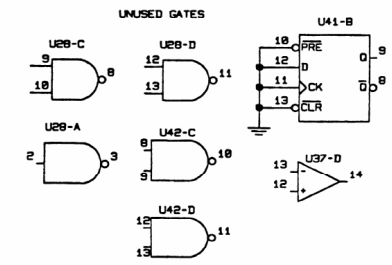 UNUSED GATES
U41-B
U28-C
9
10
8
U28-D
12
13
11
10 PRE
12 D
11 CK
13 CLR
Q 9
Q 8
U29-A
2
3
U42-C
8
9
10
U37-D
13 -
12 +
14
U42-D
12
13
11